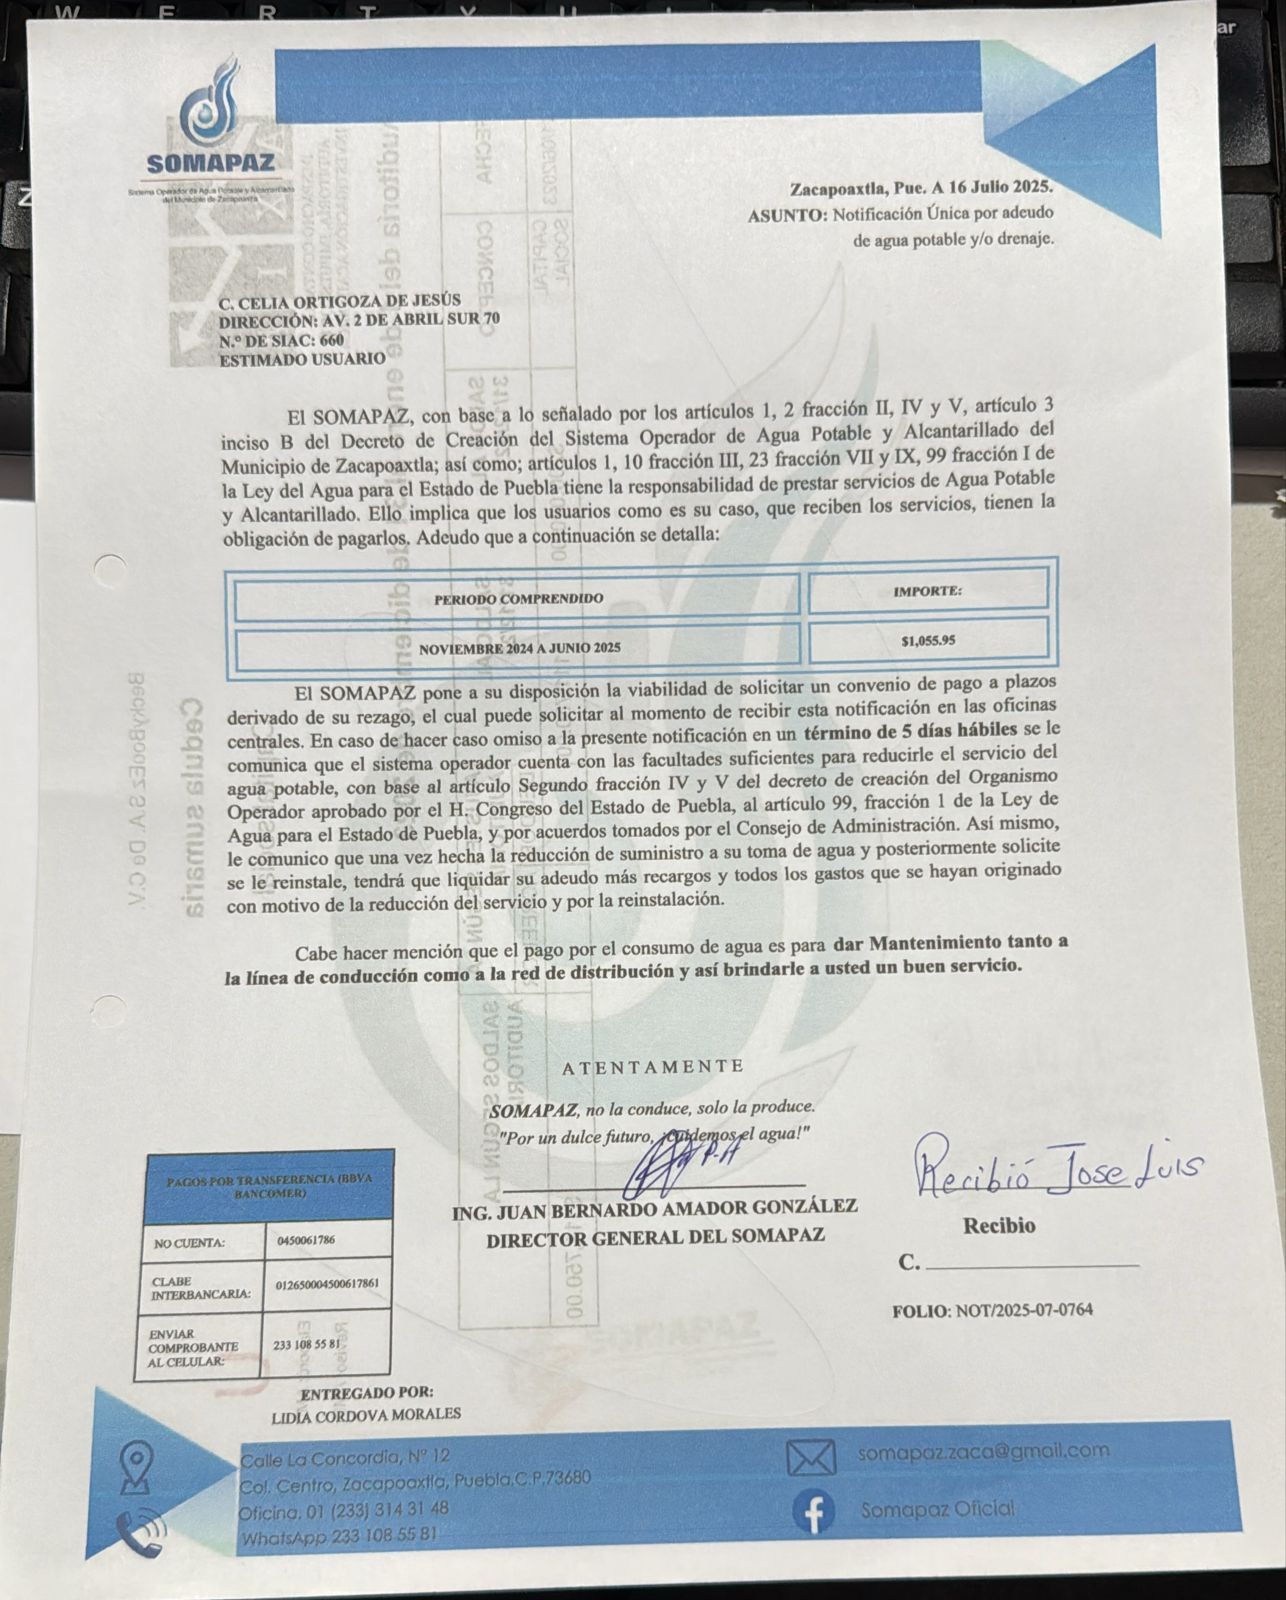 SOMAPAZ
Sistema Operador de Agua Potable y Alcantarillado
del Municipio de Zacapoaxtla
Zacapoaxtla, Pue. A 16 Julio 2025.
ASUNTO: Notificación Única por adeudo
de agua potable y/o drenaje.
C. CELIA ORTIGOZA DE JESÚS
DIRECCIÓN: AV. 2 DE ABRIL SUR 70
N.º DE SIAC: 660
ESTIMADO USUARIO
El SOMAPAZ, con base a lo señalado por los artículos 1, 2 fracción II, IV y V, artículo 3
inciso B del Decreto de Creación del Sistema Operador de Agua Potable y Alcantarillado del
Municipio de Zacapoaxtla; así como; artículos 1, 10 fracción III, 23 fracción VII y IX, 99 fracción I de
la Ley del Agua para el Estado de Puebla tiene la responsabilidad de prestar servicios de Agua Potable
y Alcantarillado. Ello implica que los usuarios como es su caso, que reciben los servicios, tienen la
obligación de pagarlos. Adeudo que a continuación se detalla:
PERIODO COMPRENDIDO IMPORTE:
NOVIEMBRE 2024 A JUNIO 2025 $1,055.95
El SOMAPAZ pone a su disposición la viabilidad de solicitar un convenio de pago a plazos
derivado de su rezago, el cual puede solicitar al momento de recibir esta notificación en las oficinas
centrales. En caso de hacer caso omiso a la presente notificación en un término de 5 días hábiles se le
comunica que el sistema operador cuenta con las facultades suficientes para reducirle el servicio del
agua potable, con base al artículo Segundo fracción IV y V del decreto de creación del Organismo
Operador aprobado por el H. Congreso del Estado de Puebla, al artículo 99, fracción 1 de la Ley de
Agua para el Estado de Puebla, y por acuerdos tomados por el Consejo de Administración. Así mismo,
le comunico que una vez hecha la reducción de suministro a su toma de agua y posteriormente solicite
se le reinstale, tendrá que liquidar su adeudo más recargos y todos los gastos que se hayan originado
con motivo de la reducción del servicio y por la reinstalación.
Cabe hacer mención que el pago por el consumo de agua es para dar Mantenimiento tanto a
la línea de conducción como a la red de distribución y así brindarle a usted un buen servicio.
ATENTAMENTE
SOMAPAZ, no la conduce, solo la produce.
"Por un dulce futuro, ¡Cuidemos el agua!"
P.A
ING. JUAN BERNARDO AMADOR GONZÁLEZ
DIRECTOR GENERAL DEL SOMAPAZ
Recibió Jose Luis
Recibio
C.
FOLIO: NOT/2025-07-0764
PAGOS POR TRANSFERENCIA (BBVA
BANCOMER)
NO CUENTA: 0450061786
CLABE
INTERBANCARIA: 012650004500617861
ENVIAR
COMPROBANTE
AL CELULAR: 233 108 55 81
ENTREGADO POR:
LIDIA CORDOVA MORALES
Calle La Concordia, Nº 12
Col. Centro, Zacapoaxtla, Puebla.C.P.73680
Oficina. 01 (233) 314 31 48
WhatsApp 233 108 55 81
somapaz.zaca@gmail.com
Somapaz Oficial